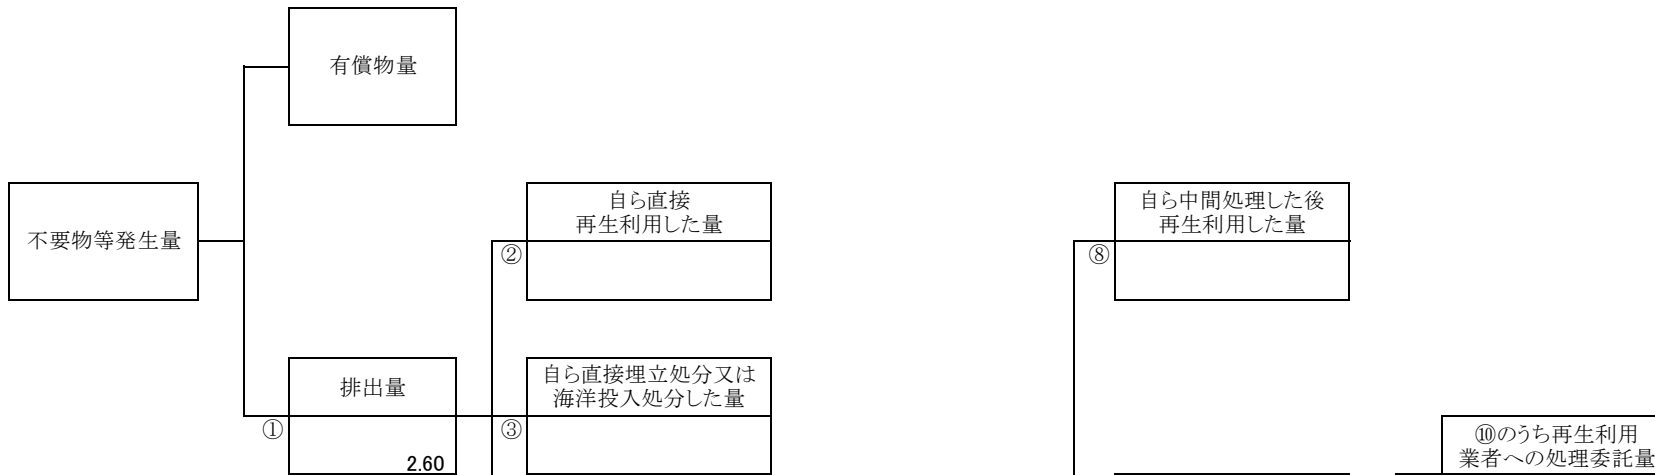 有償物量
不要物等発生量
自ら直接
再生利用した量
②
自ら中間処理した後
再生利用した量
⑧
排出量
①
2.60
自ら直接埋立処分又は
海洋投入処分した量
③
⑩のうち再生利用
業者への処理委託量